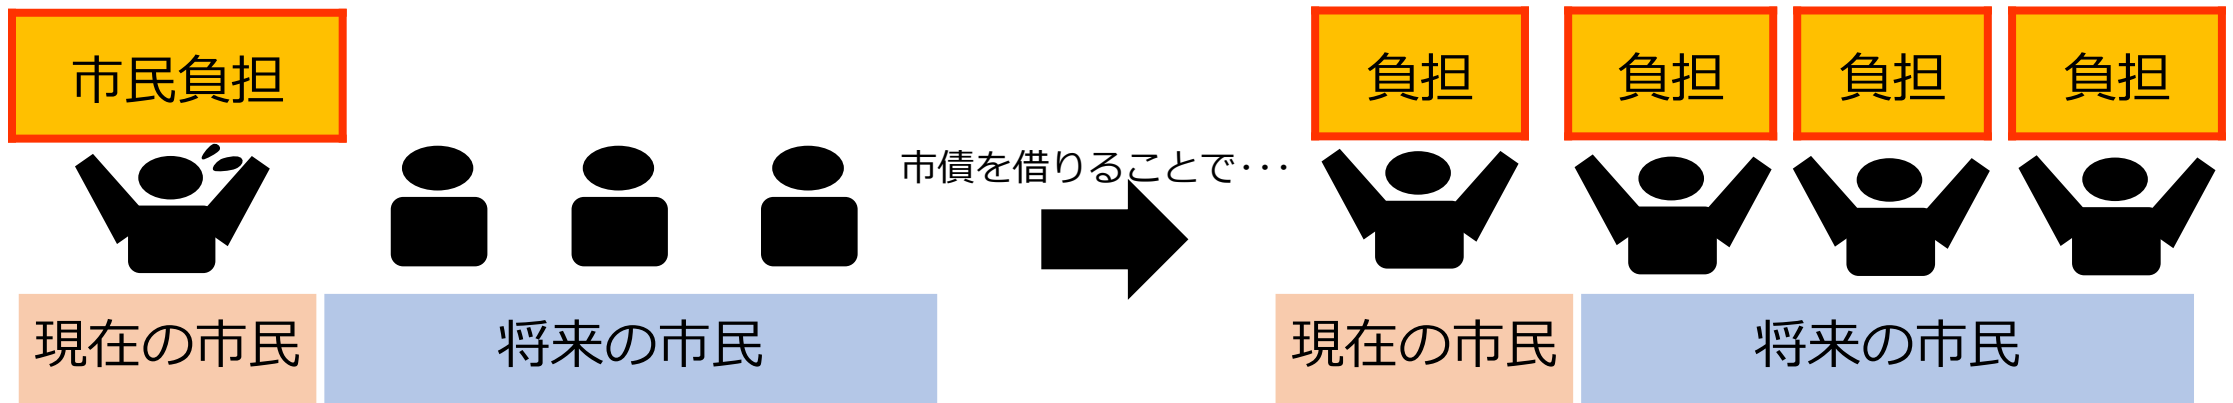 市民負担
現在の市民
将来の市民
市債を借りることで･･･
負担
負担
負担
負担
現在の市民
将来の市民